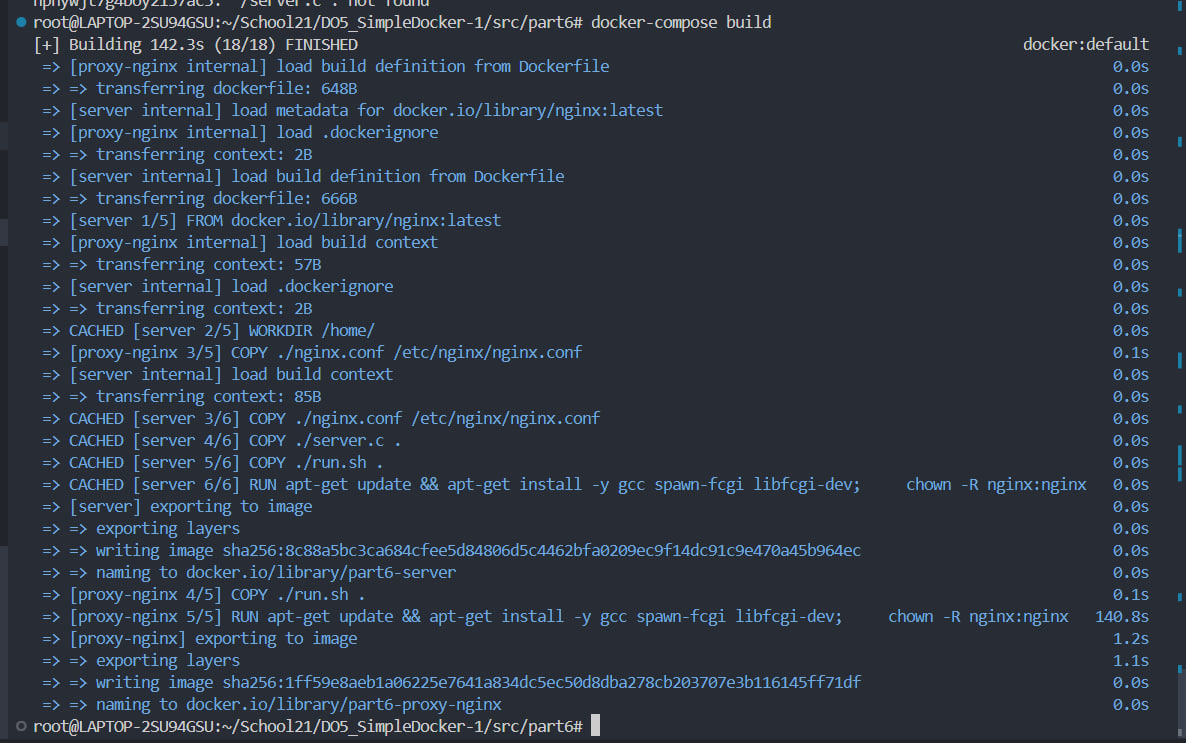 /server.c": not found
root@LAPTOP-2SU94GSU:~/School21/DO5_SimpleDocker-1/src/part6# docker-compose build
[+] Building 142.3s (18/18) FINISHED docker:default
=> [proxy-nginx internal] load build definition from Dockerfile 0.0s
=> => transferring dockerfile: 648B 0.0s
=> [server internal] load metadata for docker.io/library/nginx:latest 0.0s
=> [proxy-nginx internal] load .dockerignore 0.0s
=> => transferring context: 2B 0.0s
=> [server internal] load build definition from Dockerfile 0.0s
=> => transferring dockerfile: 666B 0.0s
=> [server 1/5] FROM docker.io/library/nginx:latest 0.0s
=> [proxy-nginx internal] load build context 0.0s
=> => transferring context: 57B 0.0s
=> [server internal] load .dockerignore 0.0s
=> => transferring context: 2B 0.0s
=> CACHED [server 2/5] WORKDIR /home/ 0.0s
=> [proxy-nginx 3/5] COPY ./nginx.conf /etc/nginx/nginx.conf 0.1s
=> [server internal] load build context 0.0s
=> => transferring context: 85B 0.0s
=> CACHED [server 3/6] COPY ./nginx.conf /etc/nginx/nginx.conf 0.0s
=> CACHED [server 4/6] COPY ./server.c . 0.0s
=> CACHED [server 5/6] COPY ./run.sh . 0.0s
=> CACHED [server 6/6] RUN apt-get update && apt-get install -y gcc spawn-fcgi libfcgi-dev; chown -R nginx:nginx 0.0s
=> [server] exporting to image 0.0s
=> => exporting layers 0.0s
=> => writing image sha256:8c88a5bc3ca684cfee5d84806d5c4462bfa0209ec9f14dc91c9e470a45b964ec 0.0s
=> => naming to docker.io/library/part6-server 0.0s
=> [proxy-nginx 4/5] COPY ./run.sh . 0.1s
=> [proxy-nginx 5/5] RUN apt-get update && apt-get install -y gcc spawn-fcgi libfcgi-dev; chown -R nginx:nginx 140.8s
=> [proxy-nginx] exporting to image 1.2s
=> => exporting layers 1.1s
=> => writing image sha256:1ff59e8aeb1a06225e7641a834dc5ec50d8dba278cb203707e3b116145ff71df 0.0s
=> => naming to docker.io/library/part6-proxy-nginx 0.0s
root@LAPTOP-2SU94GSU:~/School21/DO5_SimpleDocker-1/src/part6#